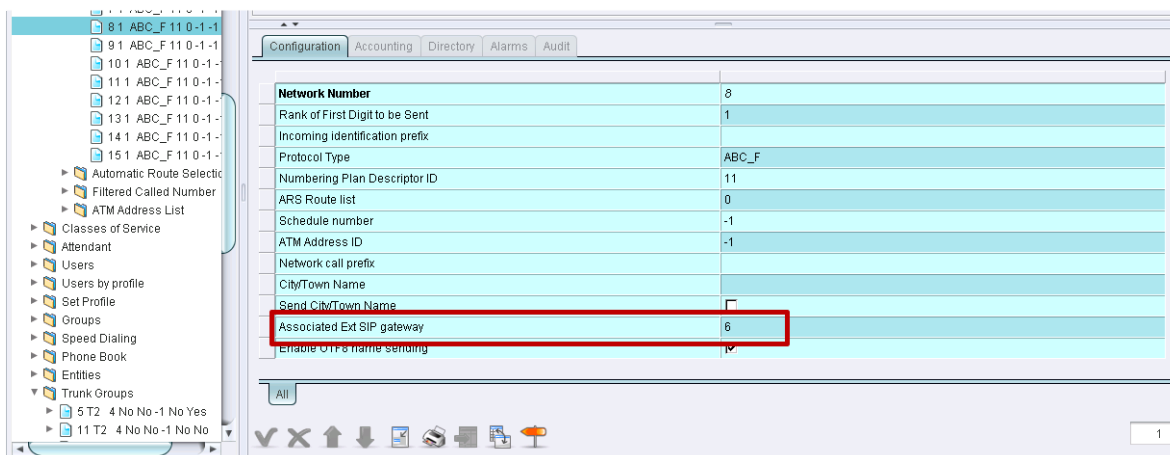 8 1 ABC_F 11 0 -1 -1
9 1 ABC_F 11 0 -1 -1
10 1 ABC_F 11 0 -1 -
11 1 ABC_F 11 0 -1 -
12 1 ABC_F 11 0 -1 -
13 1 ABC_F 11 0 -1 -
14 1 ABC_F 11 0 -1 -
15 1 ABC_F 11 0 -1 -
Automatic Route Selectio
Filtered Called Number
ATM Address List
Classes of Service
Attendant
Users
Users by profile
Set Profile
Groups
Speed Dialing
Phone Book
Entities
Trunk Groups
5 T2 4 No No -1 No Yes
11 T2 4 No No -1 No No
Configuration Accounting Directory Alarms Audit
Network Number 8
Rank of First Digit to be Sent 1
Incoming identification prefix
Protocol Type ABC_F
Numbering Plan Descriptor ID 11
ARS Route list 0
Schedule number -1
ATM Address ID -1
Network call prefix
City/Town Name
Send City/Town Name
Associated Ext SIP gateway 6
Enable UTF8 name sending
All
1